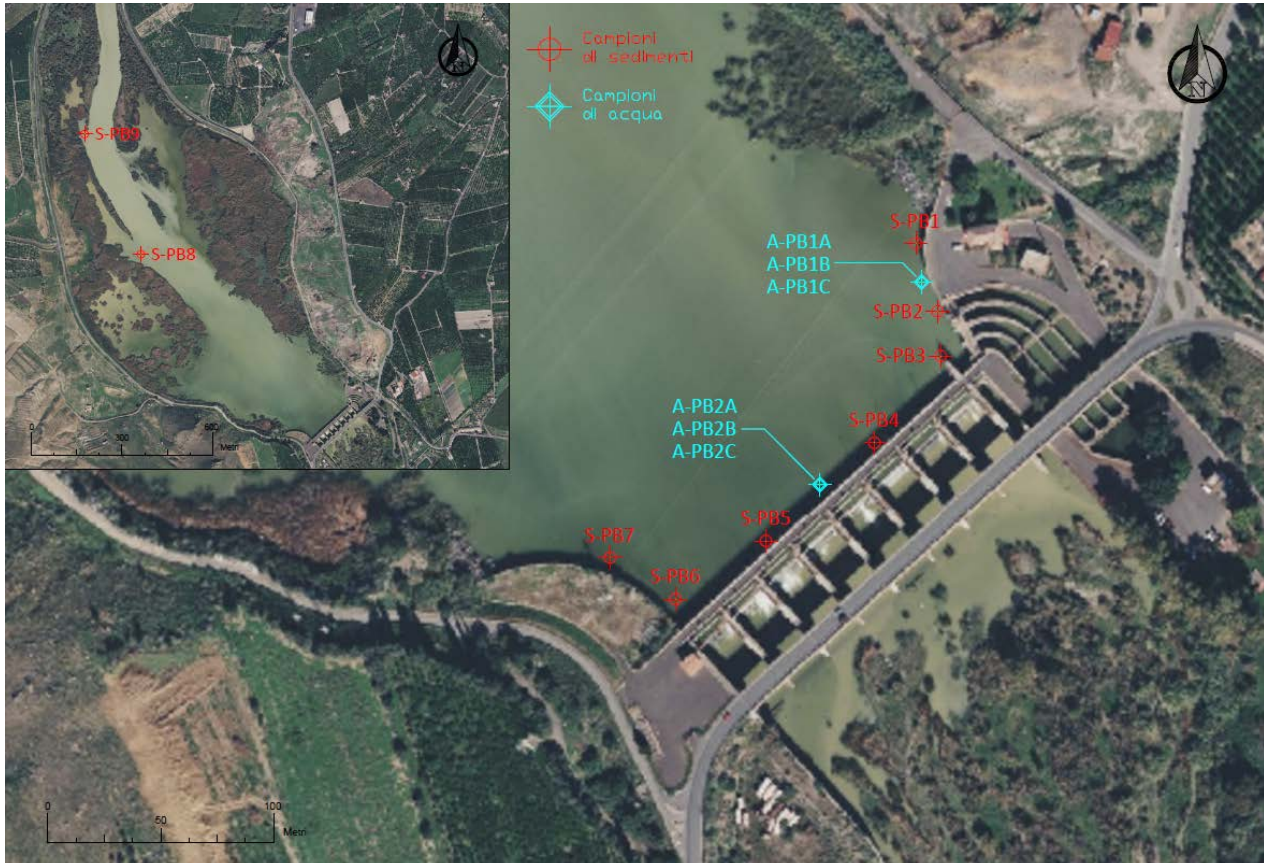 S-PB9
S-PB8
0
300
600
Metri
N
Campioni
di sedimenti
Campioni
di acqua
N
S-PB1
A-PB1A
A-PB1B
A-PB1C
S-PB2
S-PB3
A-PB2A
A-PB2B
A-PB2C
S-PB4
S-PB5
S-PB7
S-PB6
0
50
100
Metri